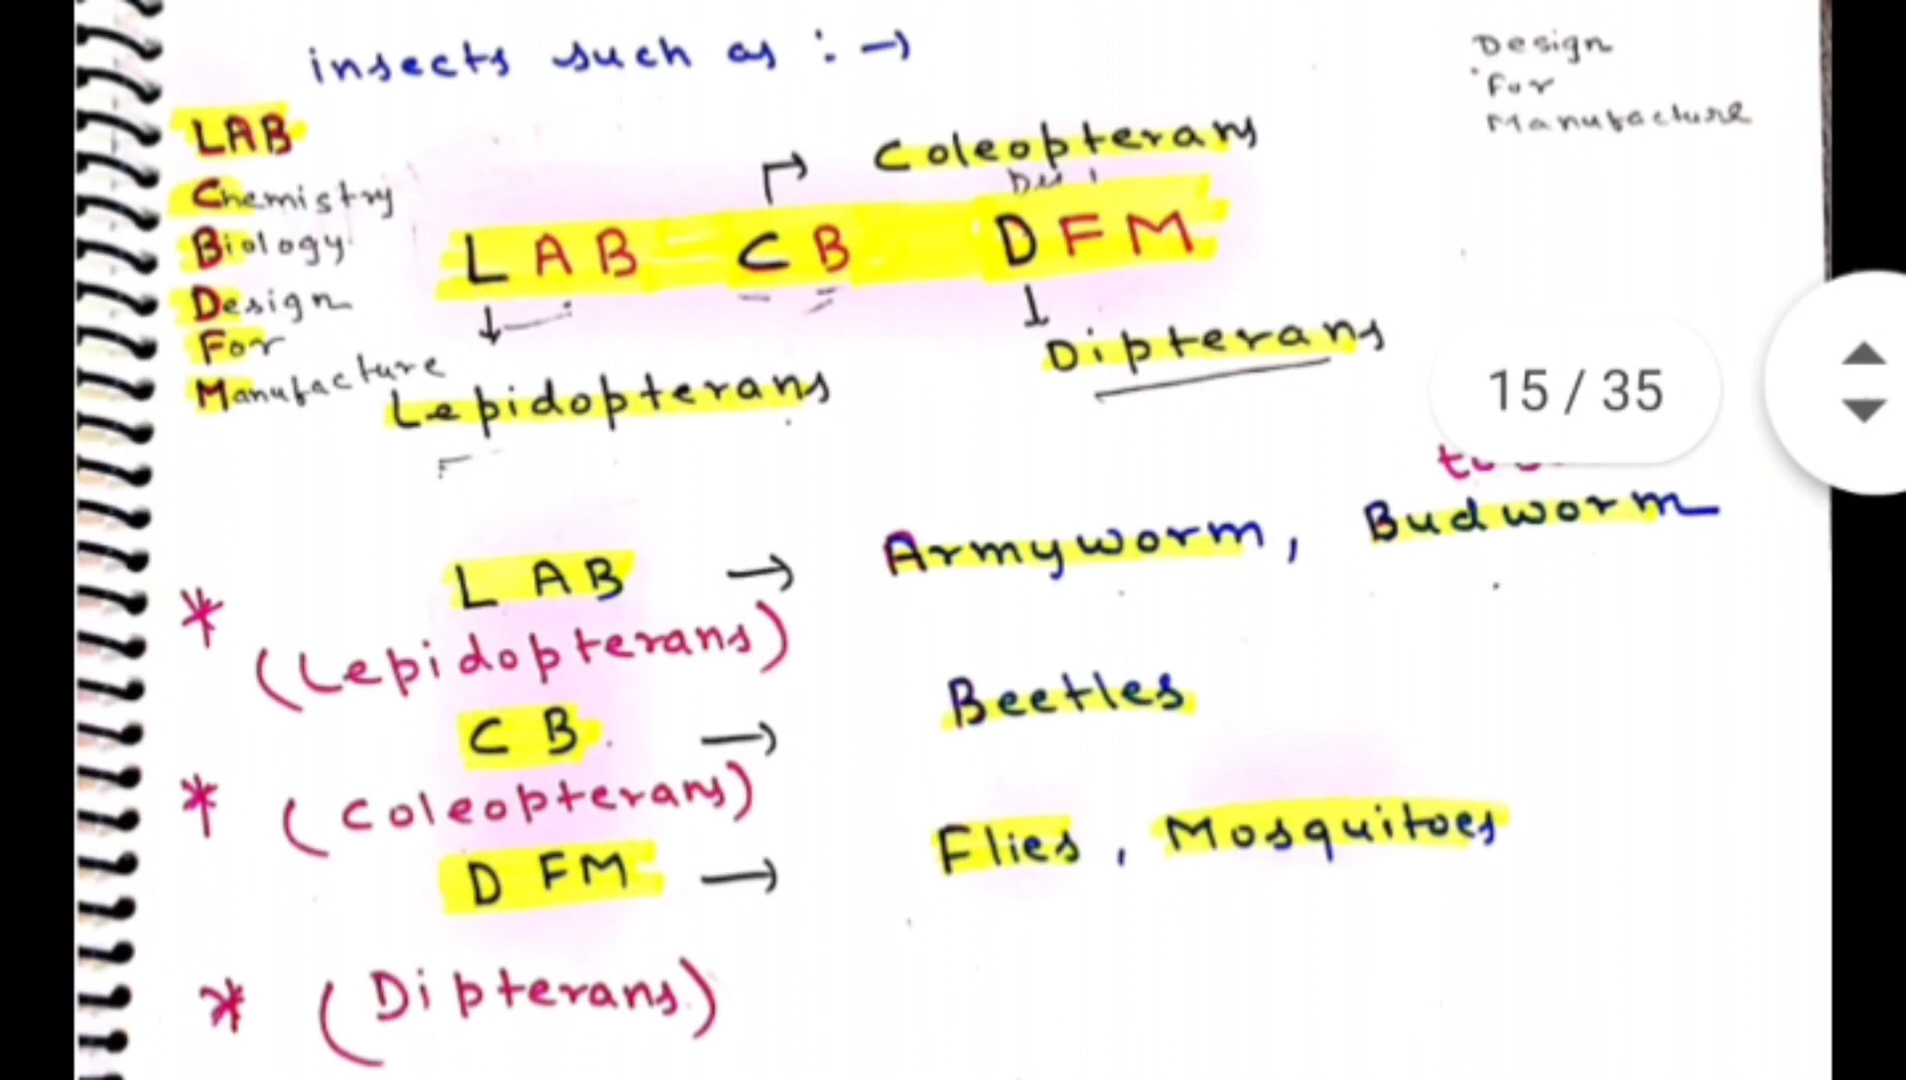 insects such as : →
Design
For
Manufacture
LAB
Chemistry
Biology
Design
For
Manufacture
Coleopterans
LAB CB DFM
Lepidopterans
Dipterans
15 / 35
LAB → Armyworm, Budworm
* (Lepidopterans)
CB → Beetles
* (Coleopterans)
DFM → Flies, Mosquitoes
* (Dipterans)